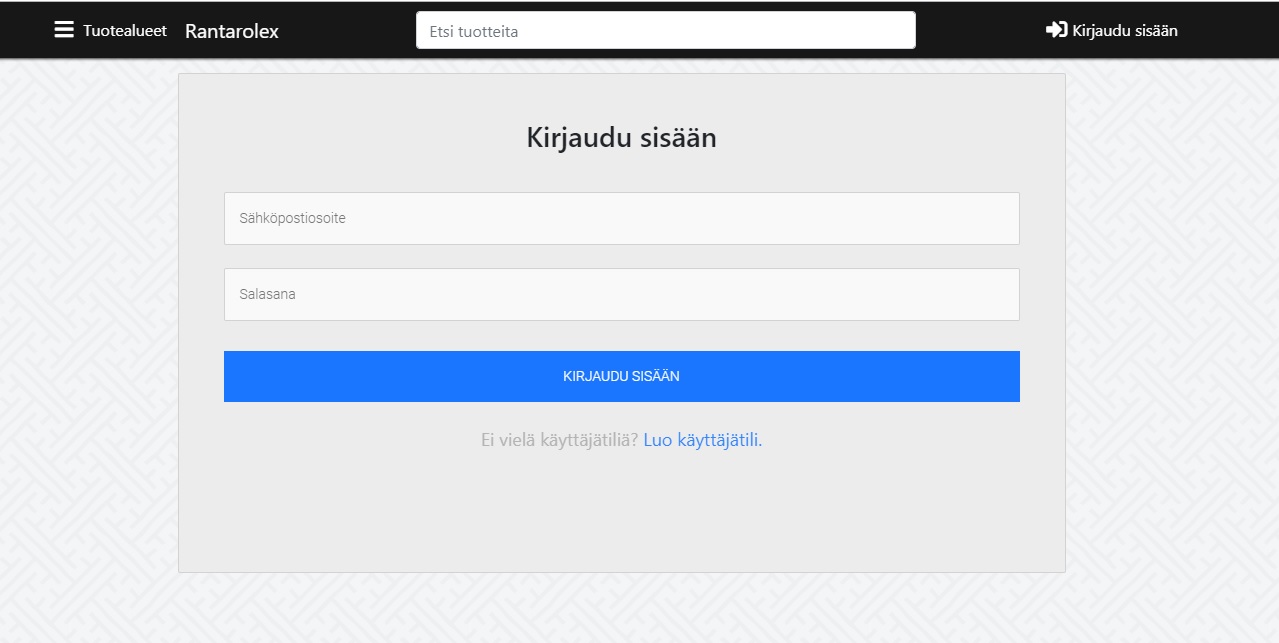 Tuotealueet Rantarolex Etsi tuotteita Kirjaudu sisään
Kirjaudu sisään
Sähköpostiosoite
Salasana
KIRJAUDU SISÄÄN
Ei vielä käyttäjätiliä? Luo käyttäjätili.